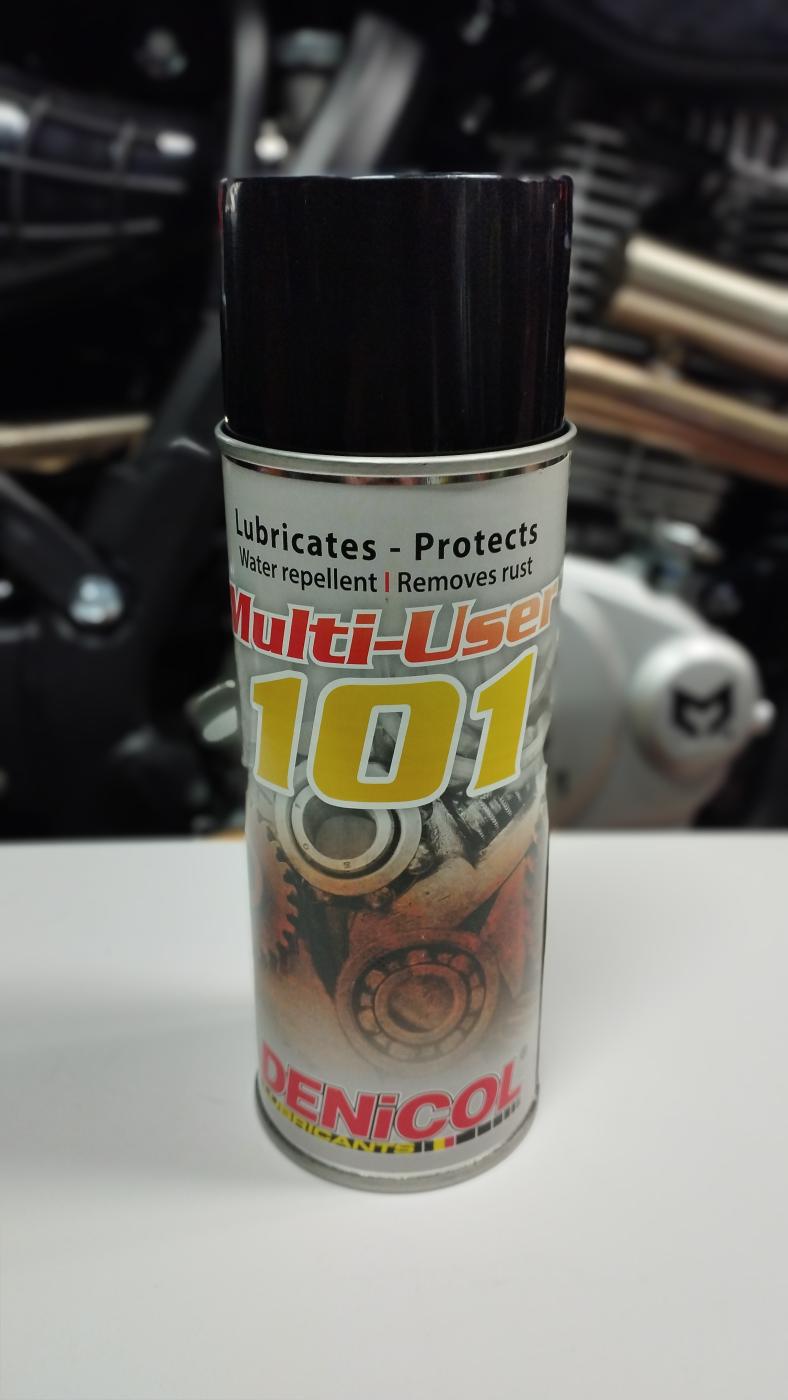 Lubricates - Protects
Water repellent | Removes rust
Multi-User
101
DENiCOL®
LUBRICANTS